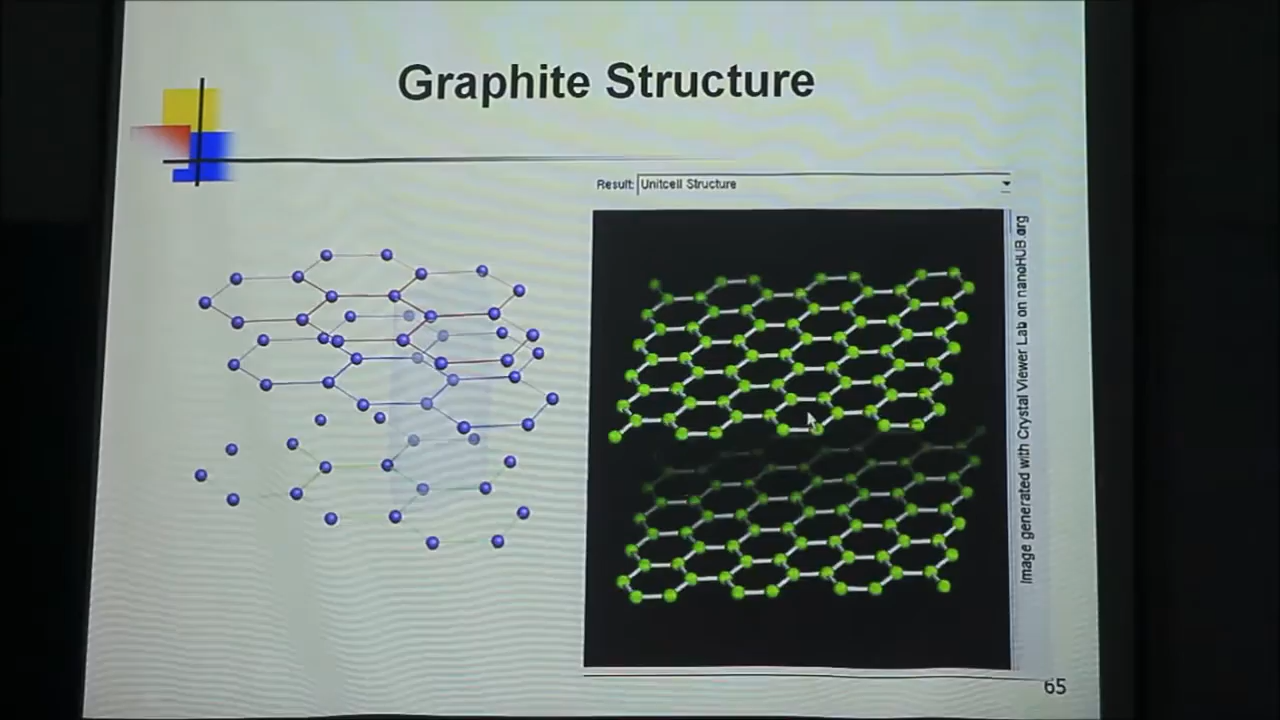 Graphite Structure
Result: Unitcell Structure
Image generated with Crystal Viewer Lab on nanoHUB.org
65